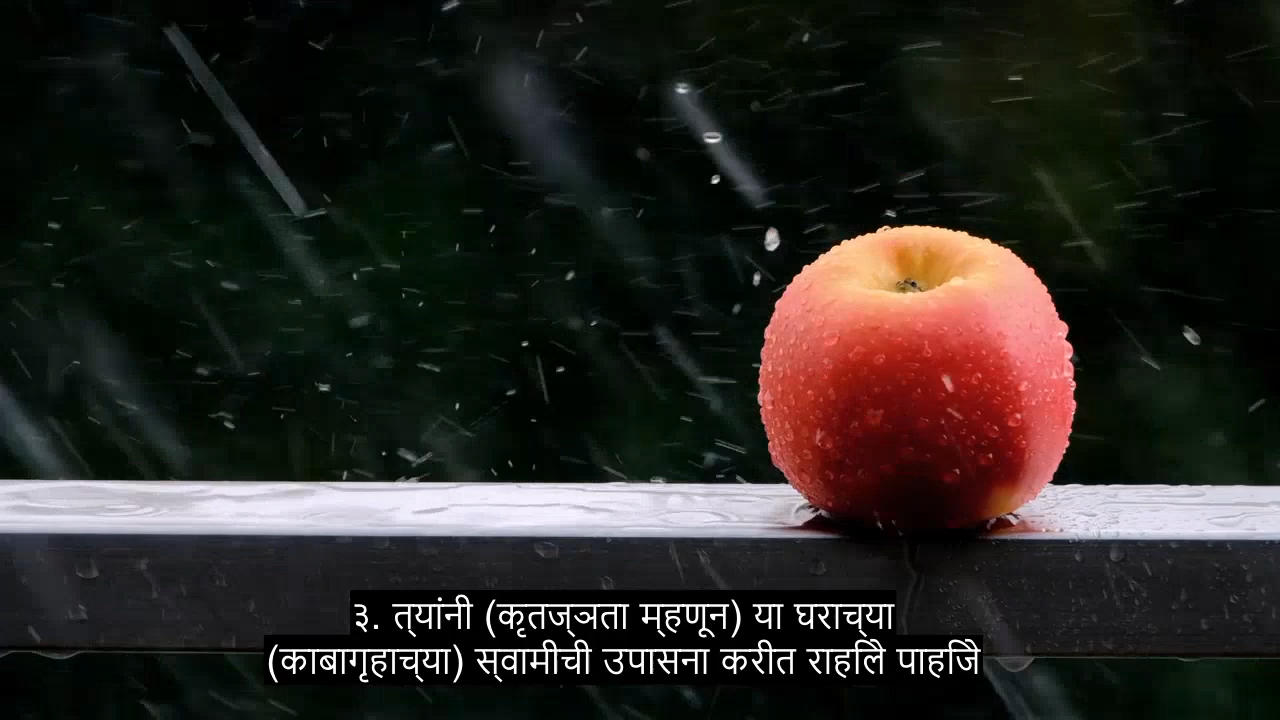 ३. त्यांनी (कृतज्ञता म्हणून) या घराच्या
(काबागृहाच्या) स्वामीची उपासना करीत राहिले पाहिजे